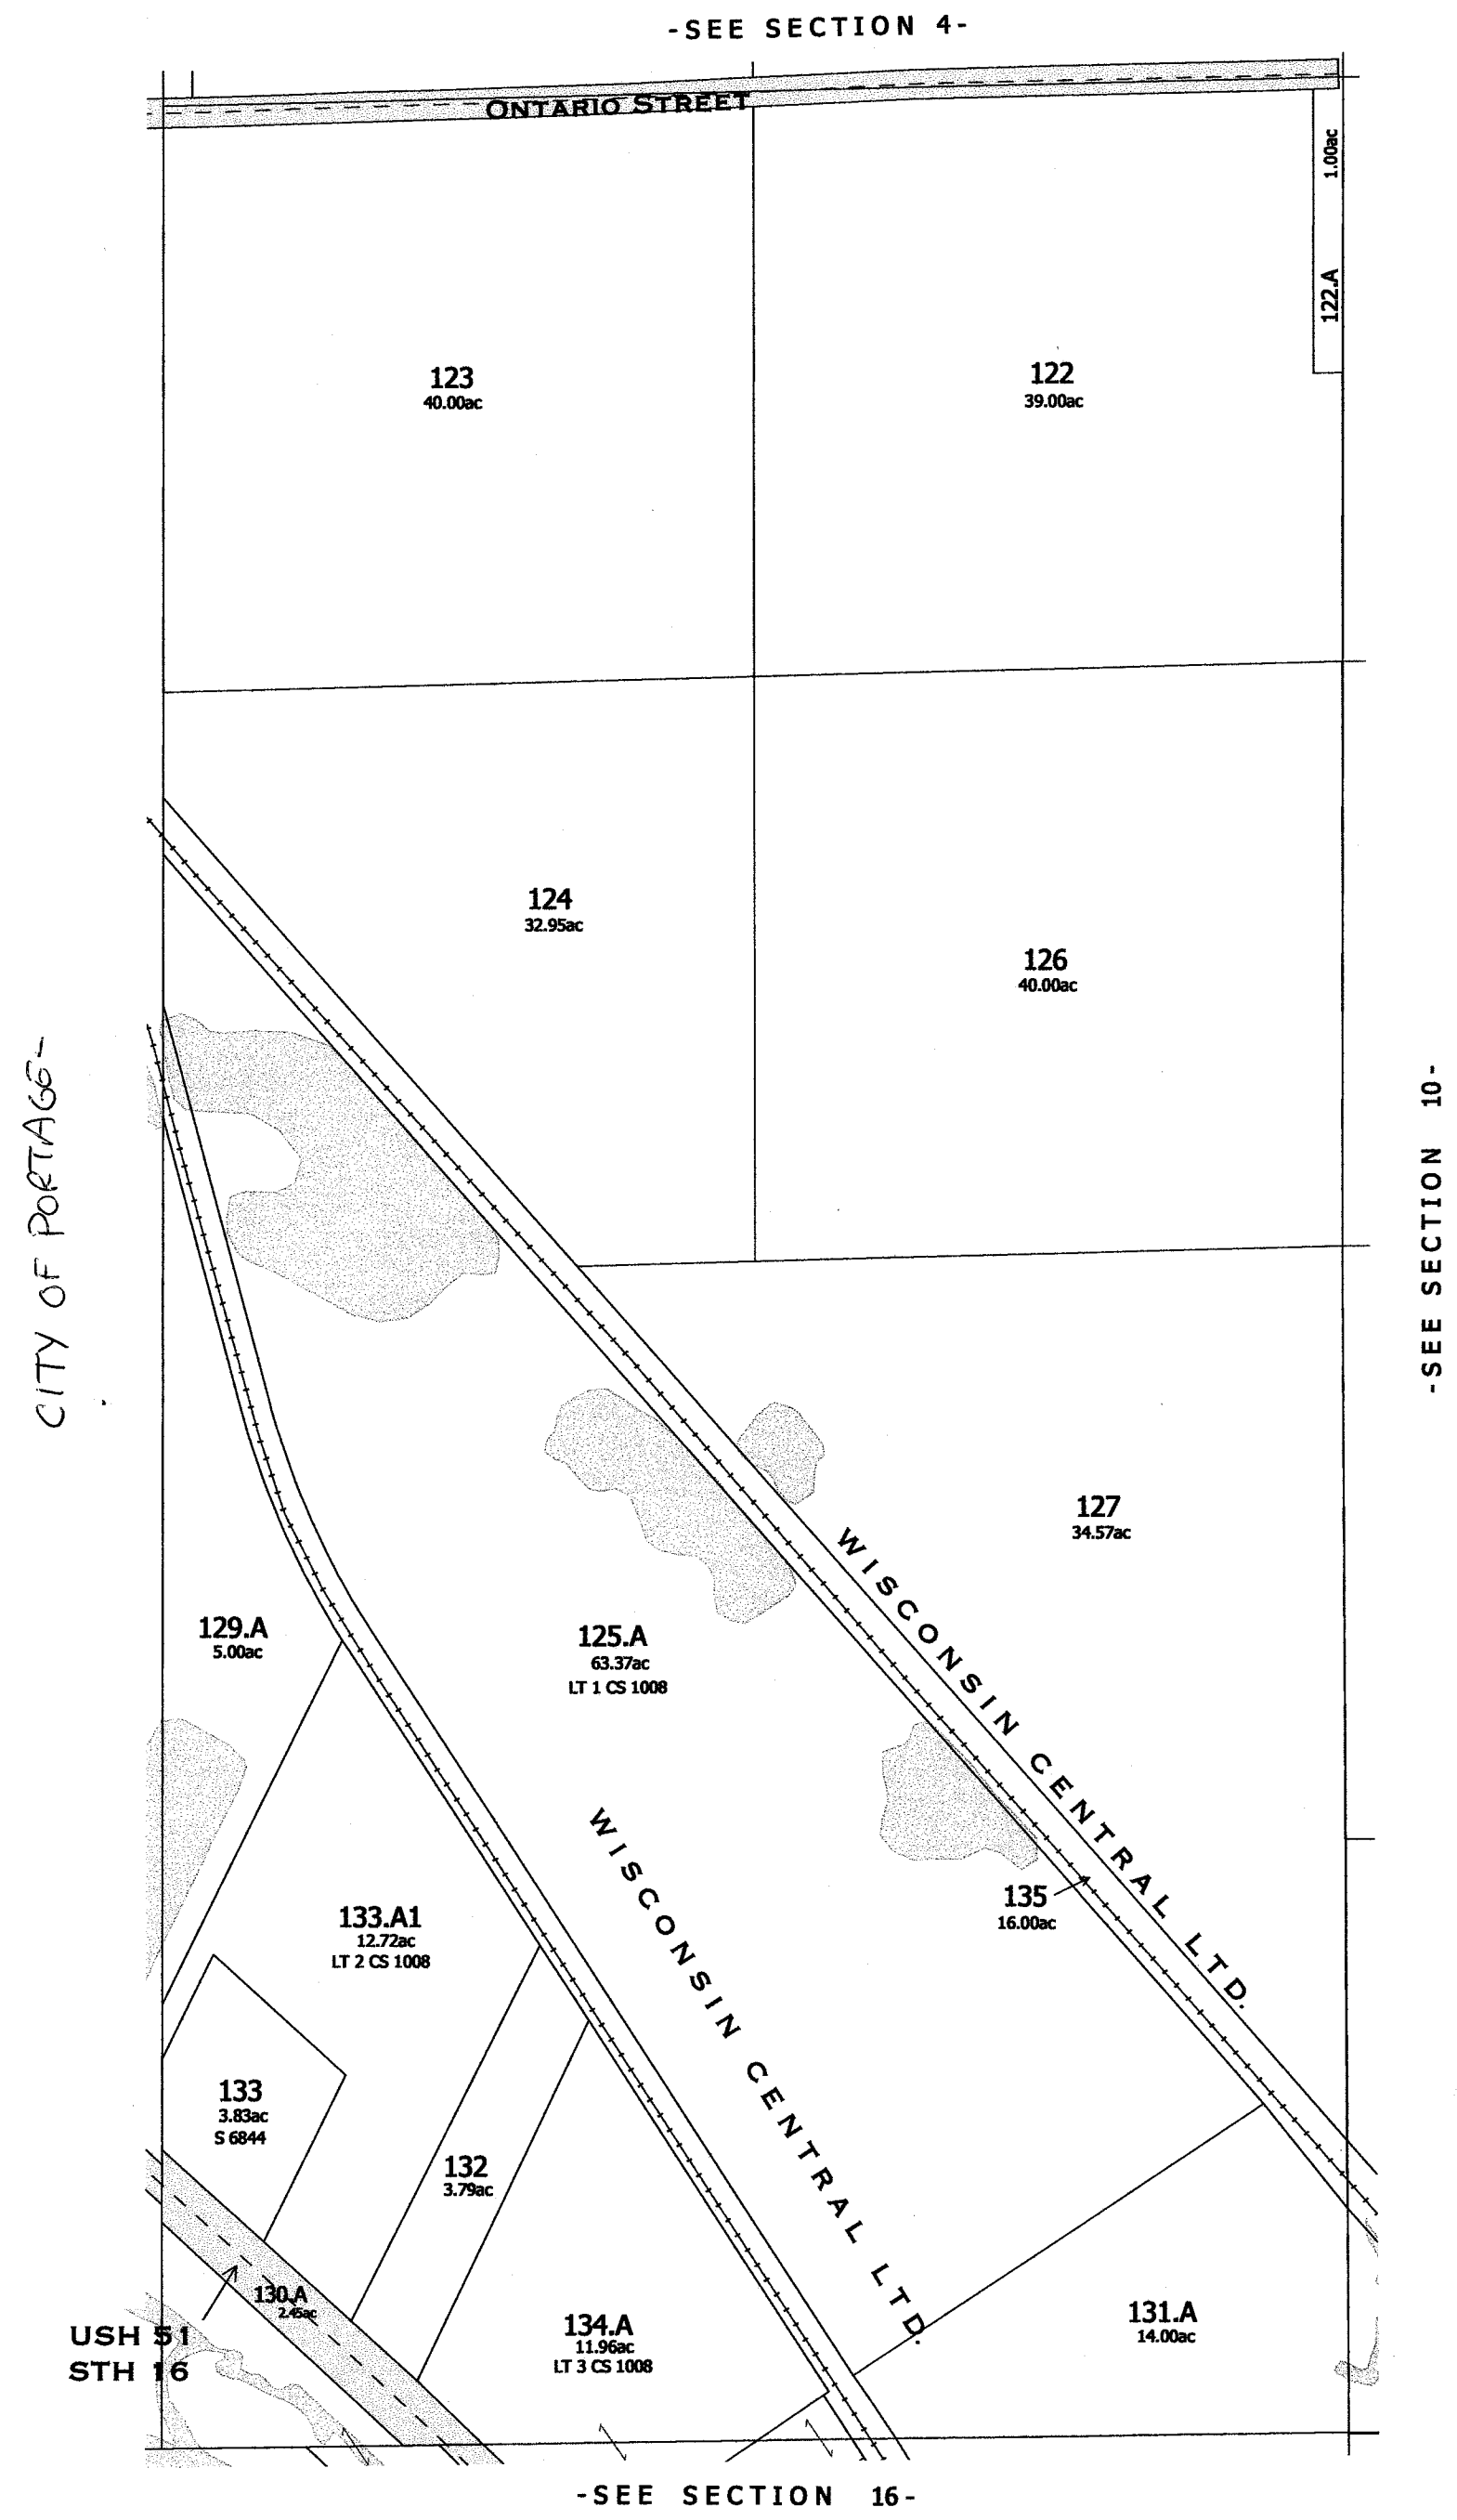 -SEE SECTION 4-
ONTARIO STREET
1.00ac
122.A
123
40.00ac
122
39.00ac
124
32.95ac
126
40.00ac
CITY OF PORTAGE-
-SEE SECTION 10-
127
34.57ac
129.A
5.00ac
125.A
63.37ac
LT 1 CS 1008
WISCONSIN CENTRAL LTD.
WISCONSIN CENTRAL LTD.
135
16.00ac
133.A1
12.72ac
LT 2 CS 1008
133
3.83ac
S 6844
132
3.79ac
130.A
2.45ac
USH 51
STH 16
134.A
11.96ac
LT 3 CS 1008
131.A
14.00ac
-SEE SECTION 16-